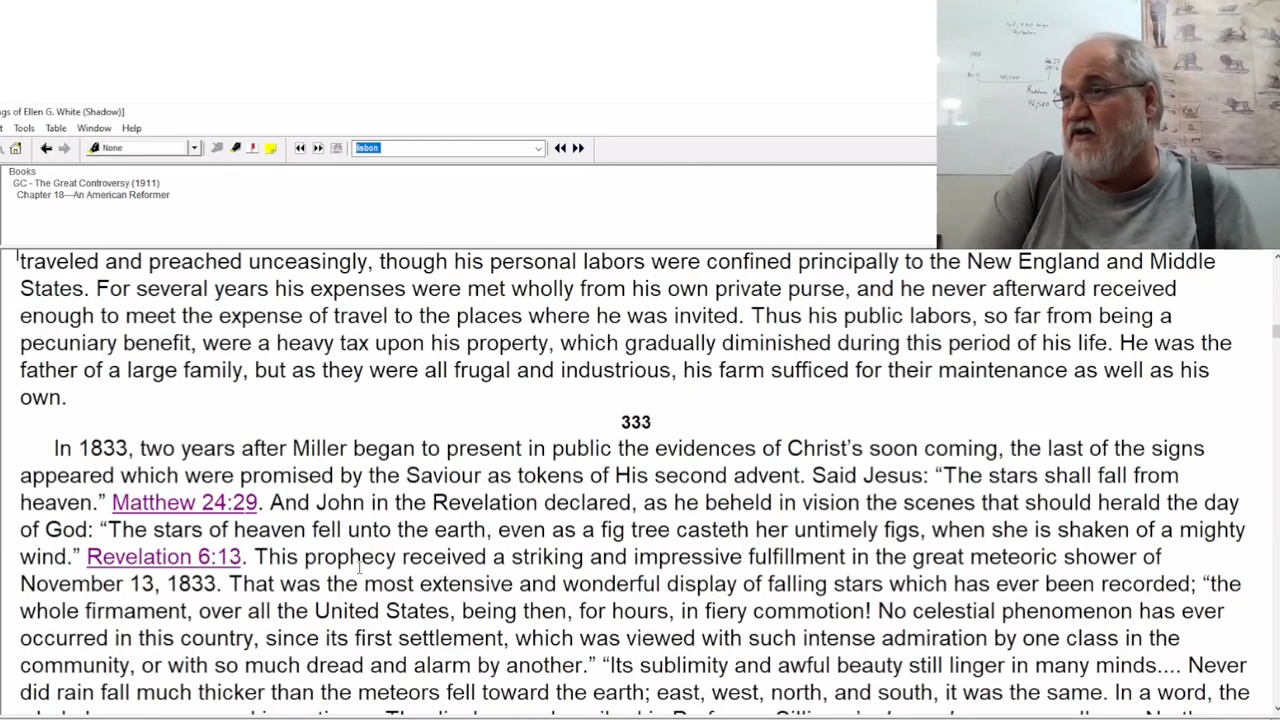 gs of Ellen G. White (Shadow)]
t Tools Table Window Help
None
lisbon
Books
GC - The Great Controversy (1911)
Chapter 18—An American Reformer
traveled and preached unceasingly, though his personal labors were confined principally to the New England and Middle
States. For several years his expenses were met wholly from his own private purse, and he never afterward received
enough to meet the expense of travel to the places where he was invited. Thus his public labors, so far from being a
pecuniary benefit, were a heavy tax upon his property, which gradually diminished during this period of his life. He was the
father of a large family, but as they were all frugal and industrious, his farm sufficed for their maintenance as well as his
own.
333
In 1833, two years after Miller began to present in public the evidences of Christ’s soon coming, the last of the signs
appeared which were promised by the Saviour as tokens of His second advent. Said Jesus: “The stars shall fall from
heaven.” Matthew 24:29. And John in the Revelation declared, as he beheld in vision the scenes that should herald the day
of God: “The stars of heaven fell unto the earth, even as a fig tree casteth her untimely figs, when she is shaken of a mighty
wind.” Revelation 6:13. This prophecy received a striking and impressive fulfillment in the great meteoric shower of
November 13, 1833. That was the most extensive and wonderful display of falling stars which has ever been recorded; “the
whole firmament, over all the United States, being then, for hours, in fiery commotion! No celestial phenomenon has ever
occurred in this country, since its first settlement, which was viewed with such intense admiration by one class in the
community, or with so much dread and alarm by another.” “Its sublimity and awful beauty still linger in many minds.... Never
did rain fall much thicker than the meteors fell toward the earth; east, west, north, and south, it was the same. In a word, the